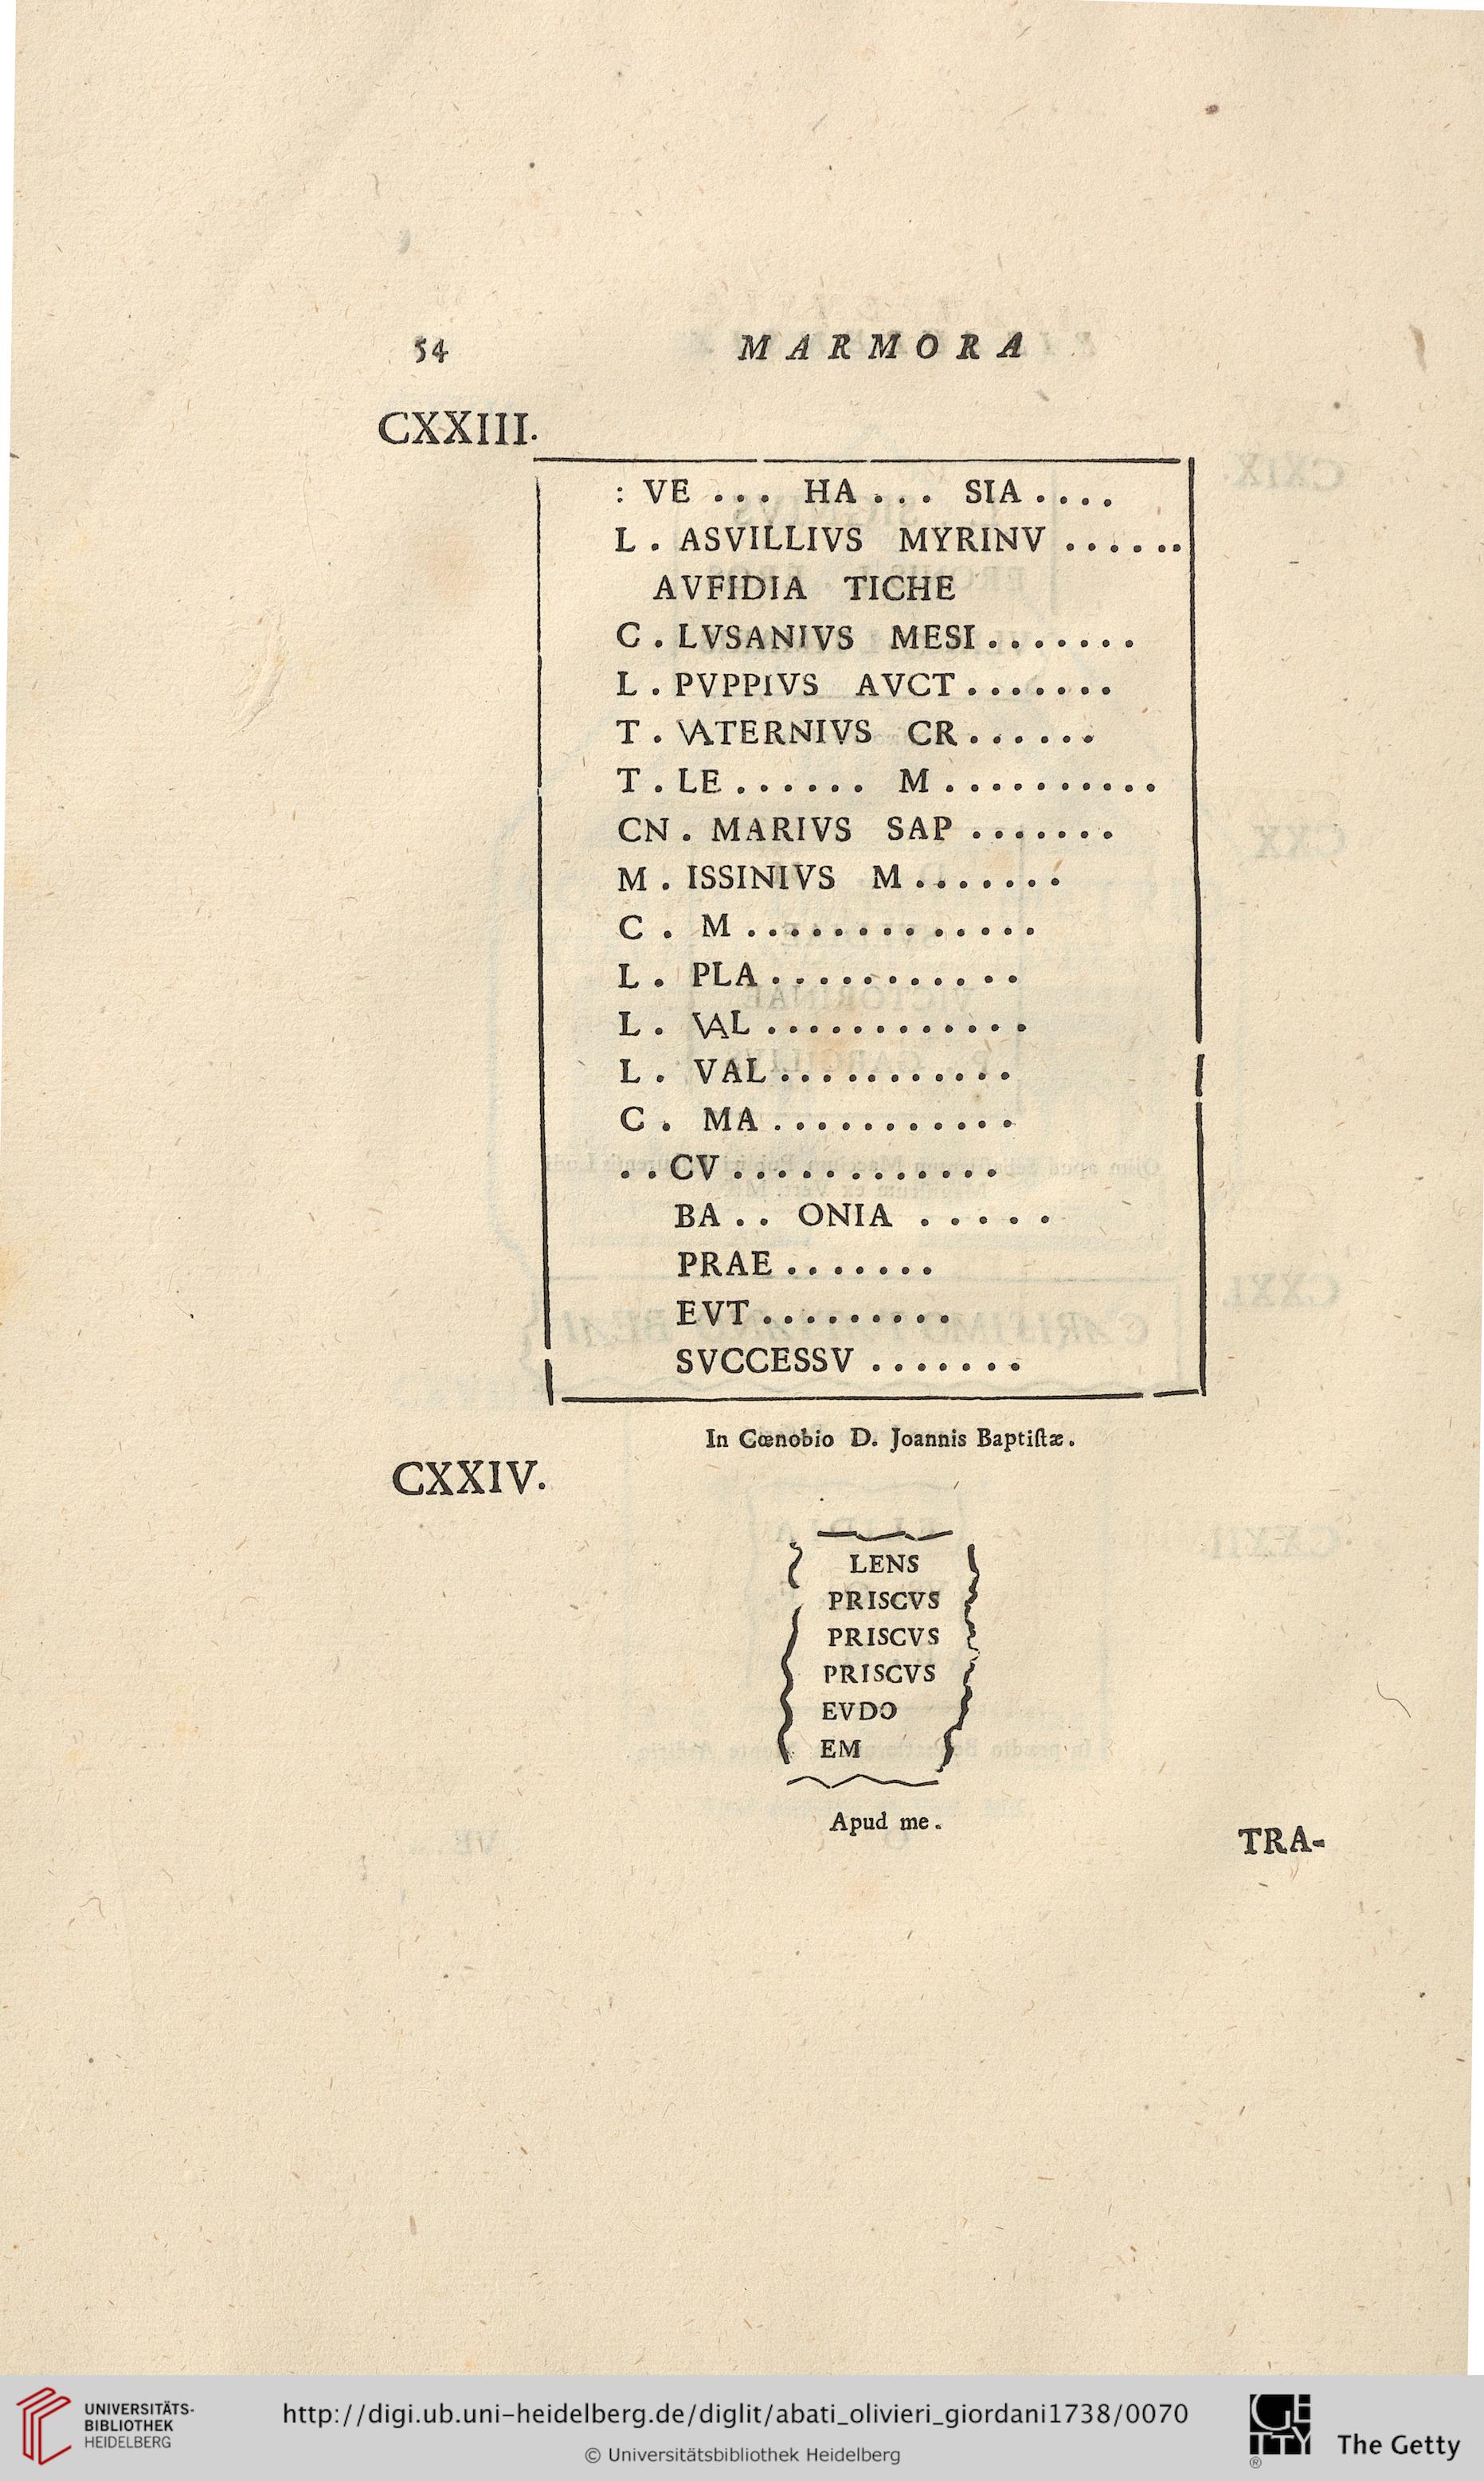 54 MARMORA
CXXIII.
: VE ... HA ... SIA ....
L . ASVILLIVS MYRINV ......
AVFIDIA TICHE
C . LVSANIVS MESI .......
L . PVPPIVS AVCT .......
T . VATERNIVS CR ......
T . LE ...... M ..........
CN . MARIVS SAP .......
M . ISSINIVS M .......
C . M .............
L . PLA ...........
L . VAL ............
L . VAL ...........
C . MA ...........
. . CV ............
BA . . ONIA .....
PRAE .......
EVT .........
SVCCESSV .......
In Cœnobio D. Joannis Baptiſtæ.
CXXIV.
LENS
PRISCVS
PRISCVS
PRISCVS
EVDƆ
EM
Apud me.
TRA-
UNIVERSITÄTS-
BIBLIOTHEK
HEIDELBERG
http://digi.ub.uni-heidelberg.de/diglit/abati_olivieri_giordani1738/0070
© Universitätsbibliothek Heidelberg
GETTY
®
The Getty